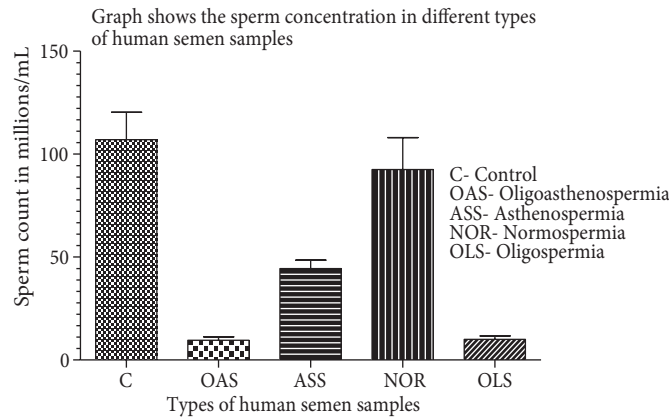 Graph shows the sperm concentration in different types
of human semen samples
150
100
50
0
Sperm count in millions/mL
C
OAS
ASS
NOR
OLS
Types of human semen samples
C- Control
OAS- Oligoasthenospermia
ASS- Asthenospermia
NOR- Normospermia
OLS- Oligospermia